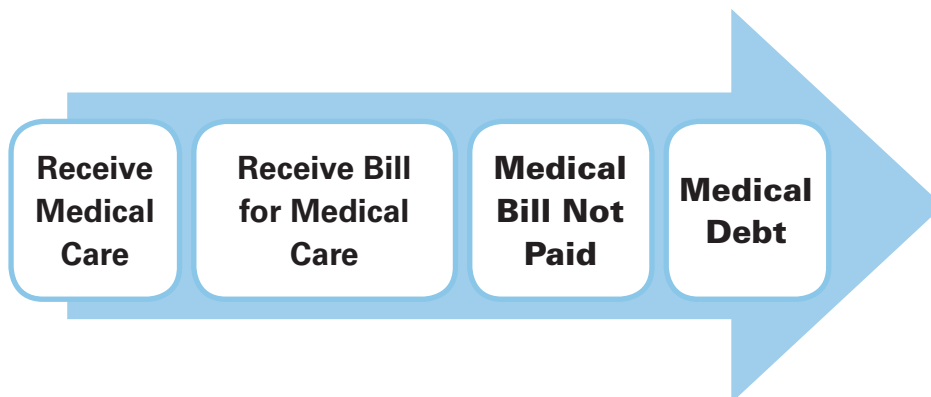 Receive
Medical
Care
Receive Bill
for Medical
Care
Medical
Bill Not
Paid
Medical
Debt